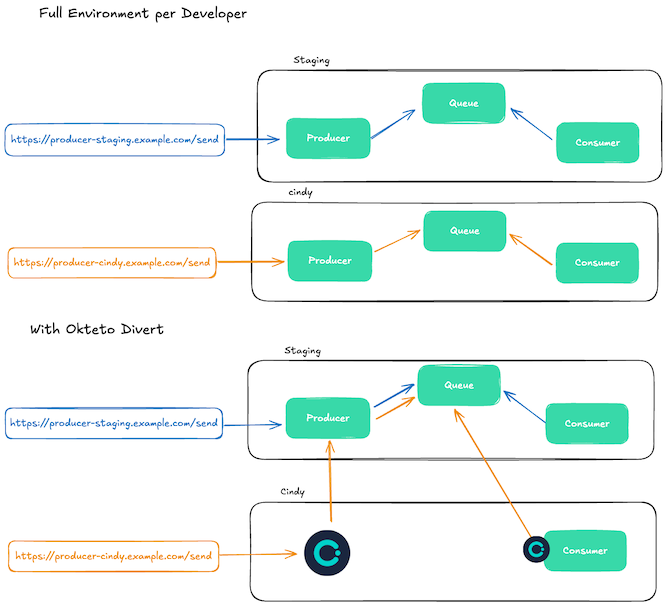 Full Environment per Developer
Staging
Queue
https://producer-staging.example.com/send
Producer
Consumer
cindy
Queue
https://producer-cindy.example.com/send
Producer
Consumer
With Okteto Divert
Staging
Queue
https://producer-staging.example.com/send
Producer
Consumer
Cindy
https://producer-cindy.example.com/send
Consumer